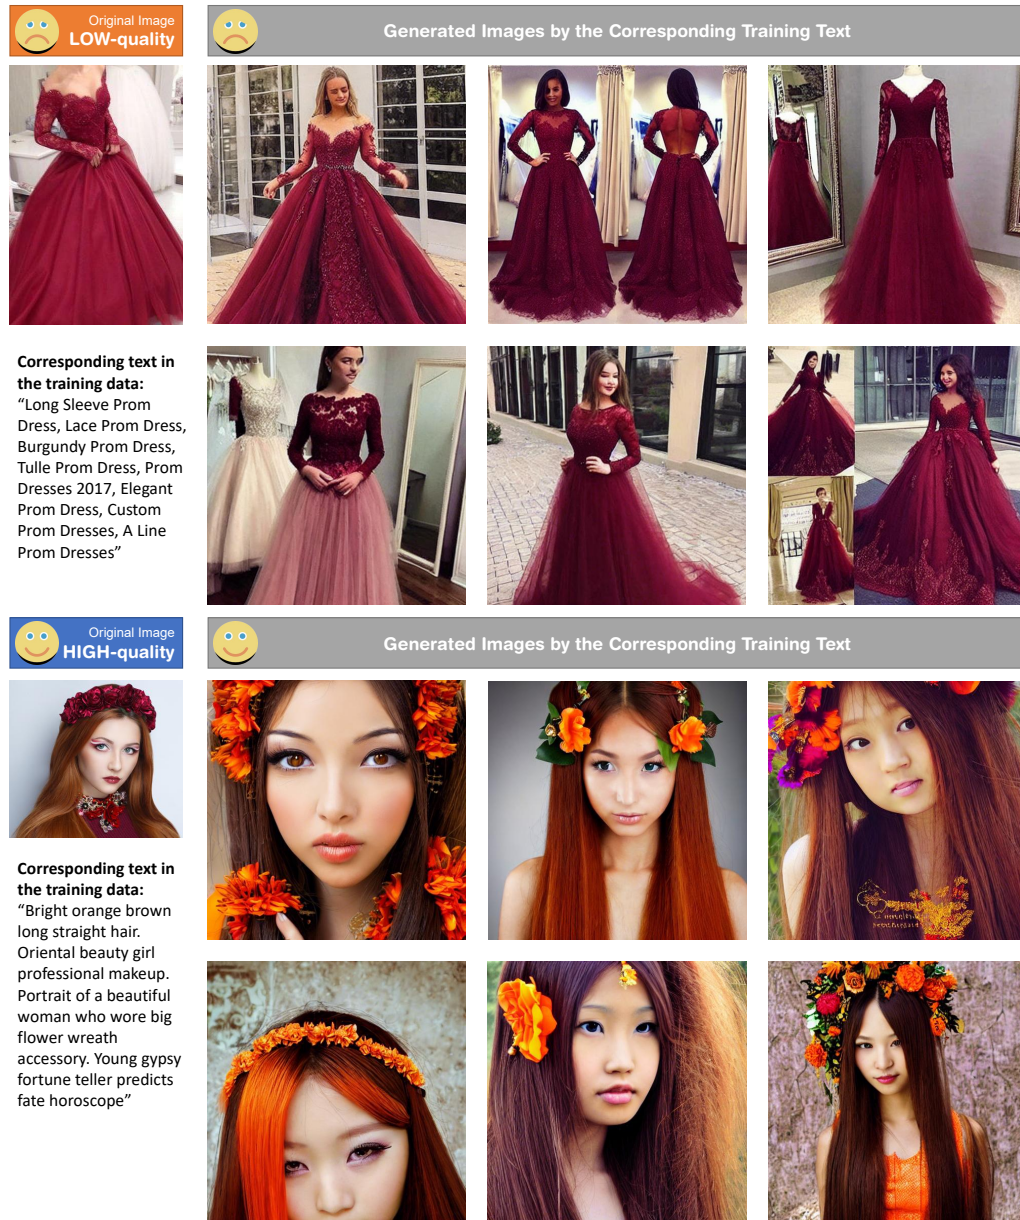 Original Image
LOW-quality
Generated Images by the Corresponding Training Text
Corresponding text in
the training data:
“Long Sleeve Prom
Dress, Lace Prom Dress,
Burgundy Prom Dress,
Tulle Prom Dress, Prom
Dresses 2017, Elegant
Prom Dress, Custom
Prom Dresses, A Line
Prom Dresses”
Original Image
HIGH-quality
Generated Images by the Corresponding Training Text
Corresponding text in
the training data:
“Bright orange brown
long straight hair.
Oriental beauty girl
professional makeup.
Portrait of a beautiful
woman who wore big
flower wreath
accessory. Young gypsy
fortune teller predicts
fate horoscope”